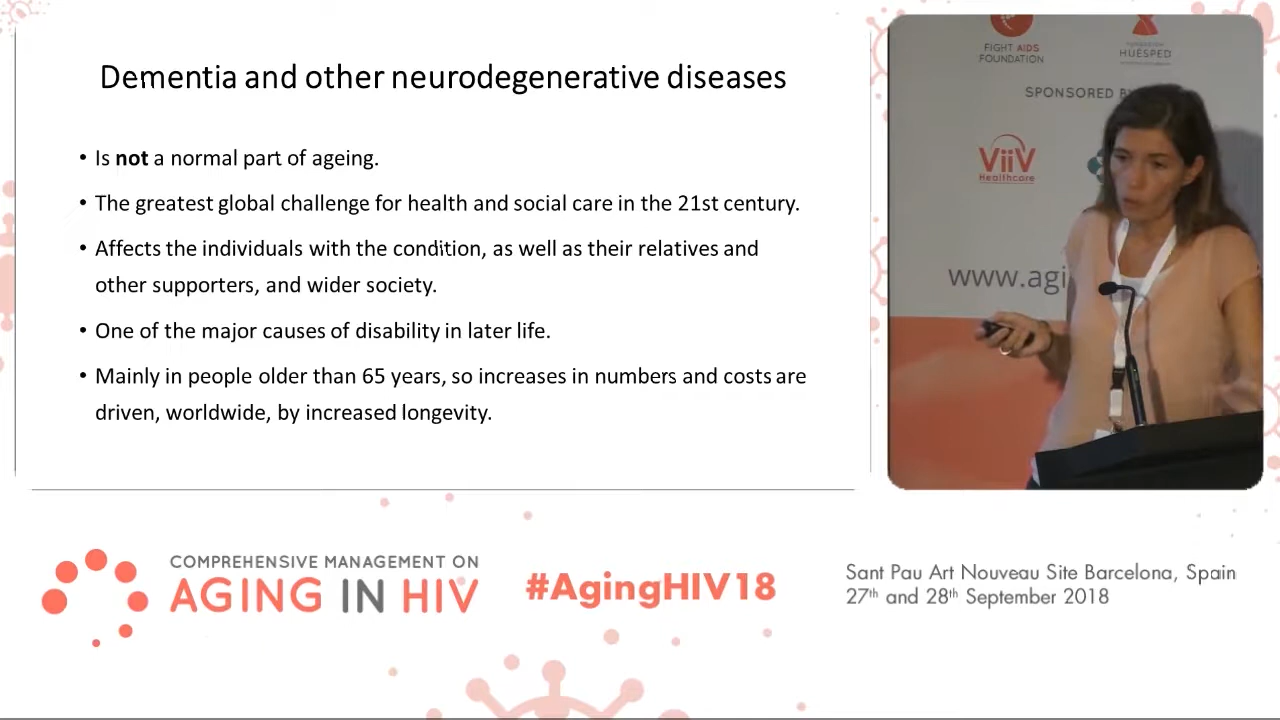 Dementia and other neurodegenerative diseases
• Is not a normal part of ageing.
• The greatest global challenge for health and social care in the 21st century.
• Affects the individuals with the condition, as well as their relatives and
other supporters, and wider society.
• One of the major causes of disability in later life.
• Mainly in people older than 65 years, so increases in numbers and costs are
driven, worldwide, by increased longevity.
FIGHT AIDS
FOUNDATION
HUÉSPED
SPONSORED B
ViiV
Healthcare
www.agi
COMPREHENSIVE MANAGEMENT ON
AGING IN HIV
#AgingHIV18
Sant Pau Art Nouveau Site Barcelona, Spain
27th and 28th September 2018